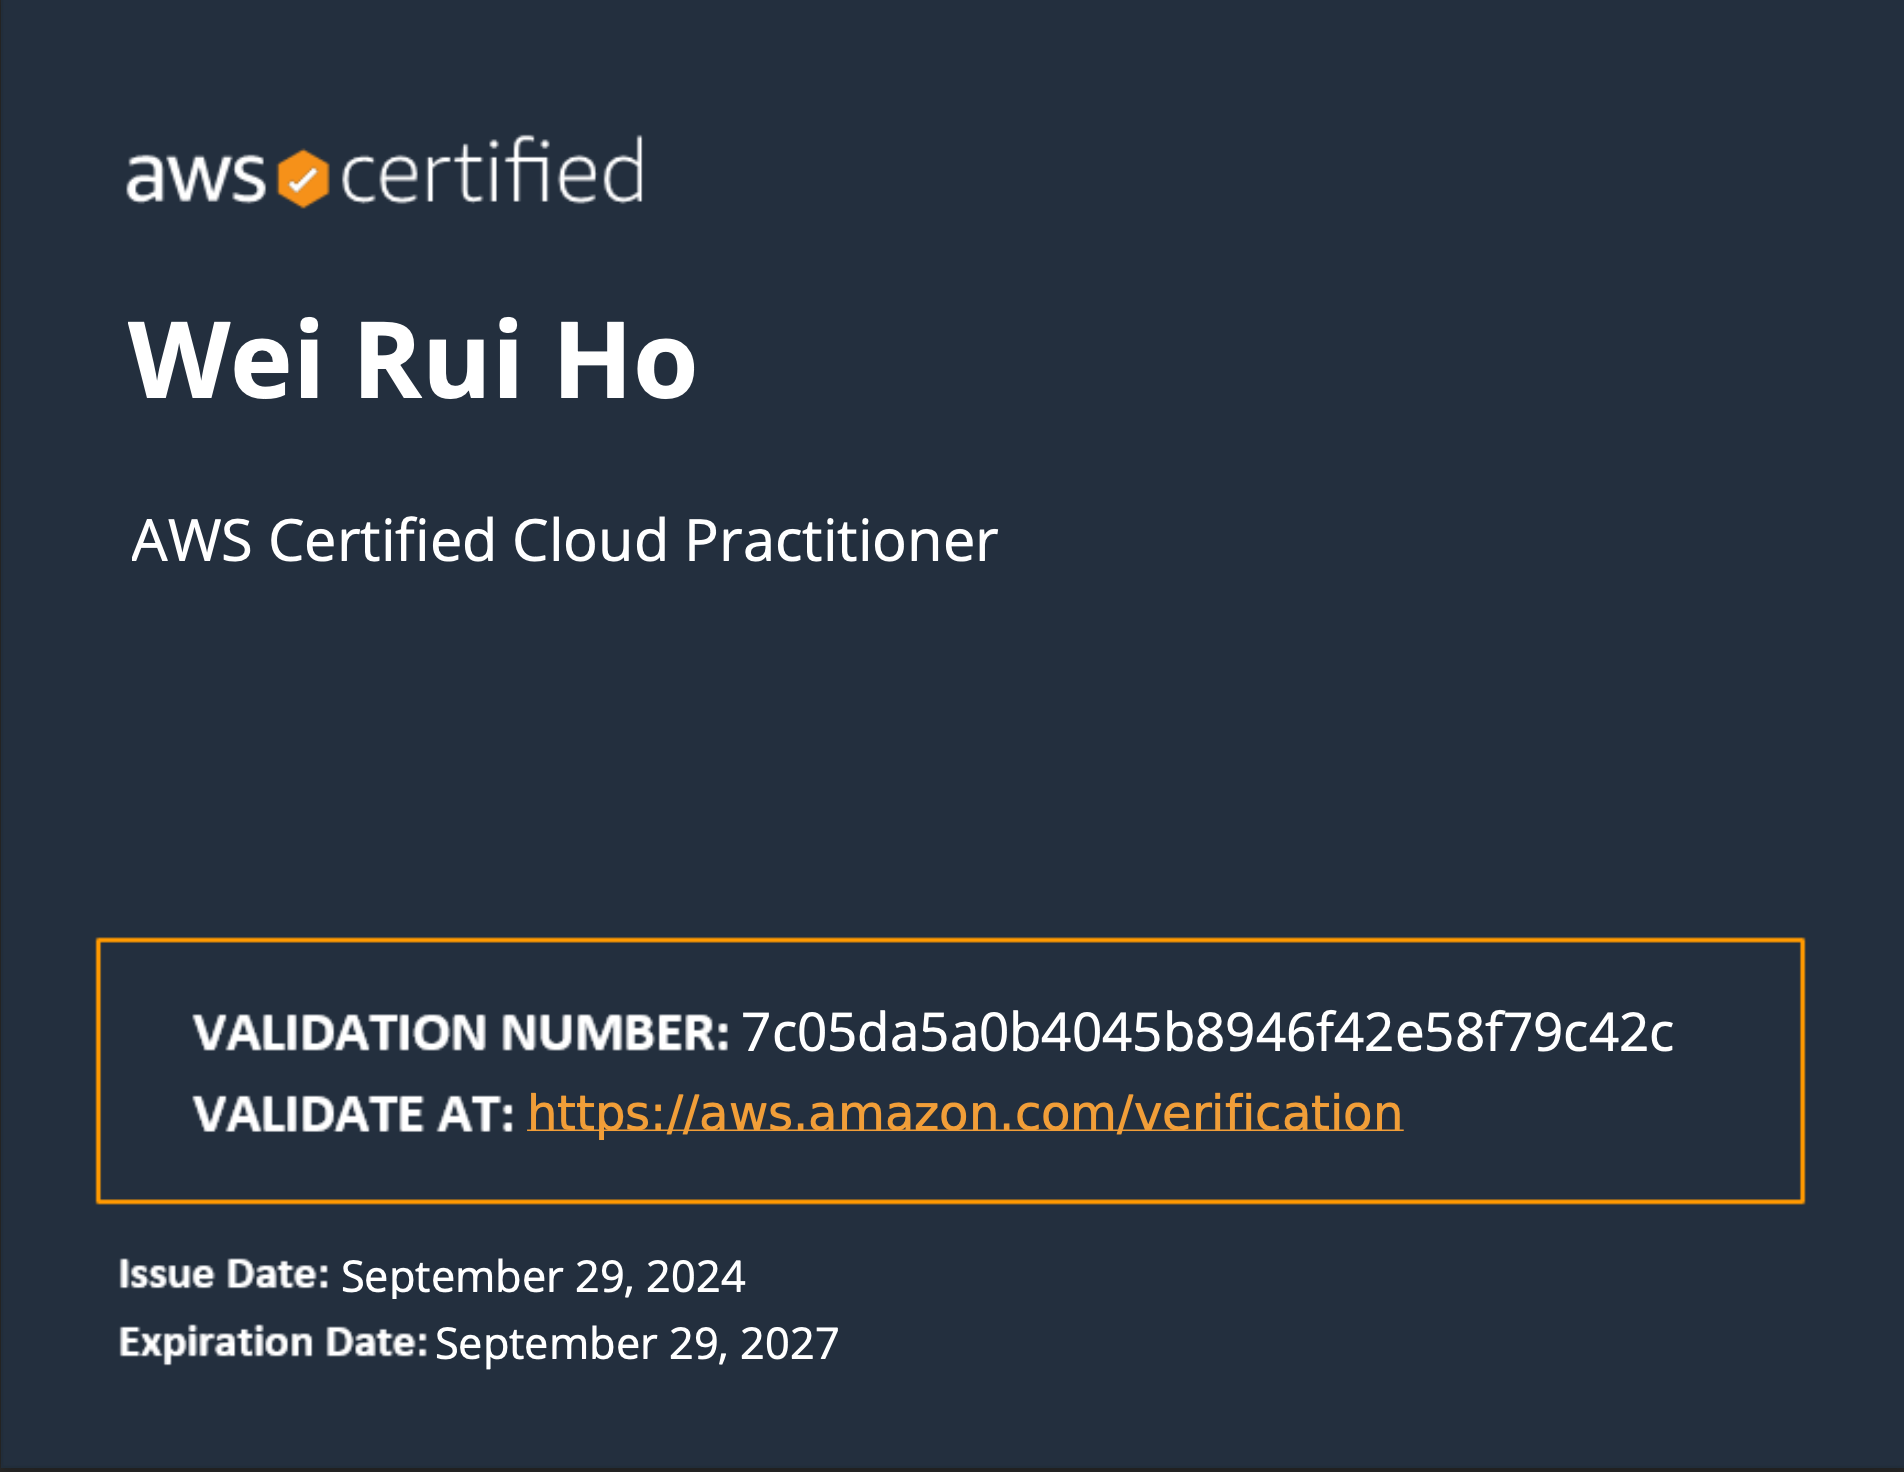 aws certified
Wei Rui Ho
AWS Certified Cloud Practitioner
VALIDATION NUMBER: 7c05da5a0b4045b8946f42e58f79c42c
VALIDATE AT: https://aws.amazon.com/verification
Issue Date: September 29, 2024
Expiration Date: September 29, 2027